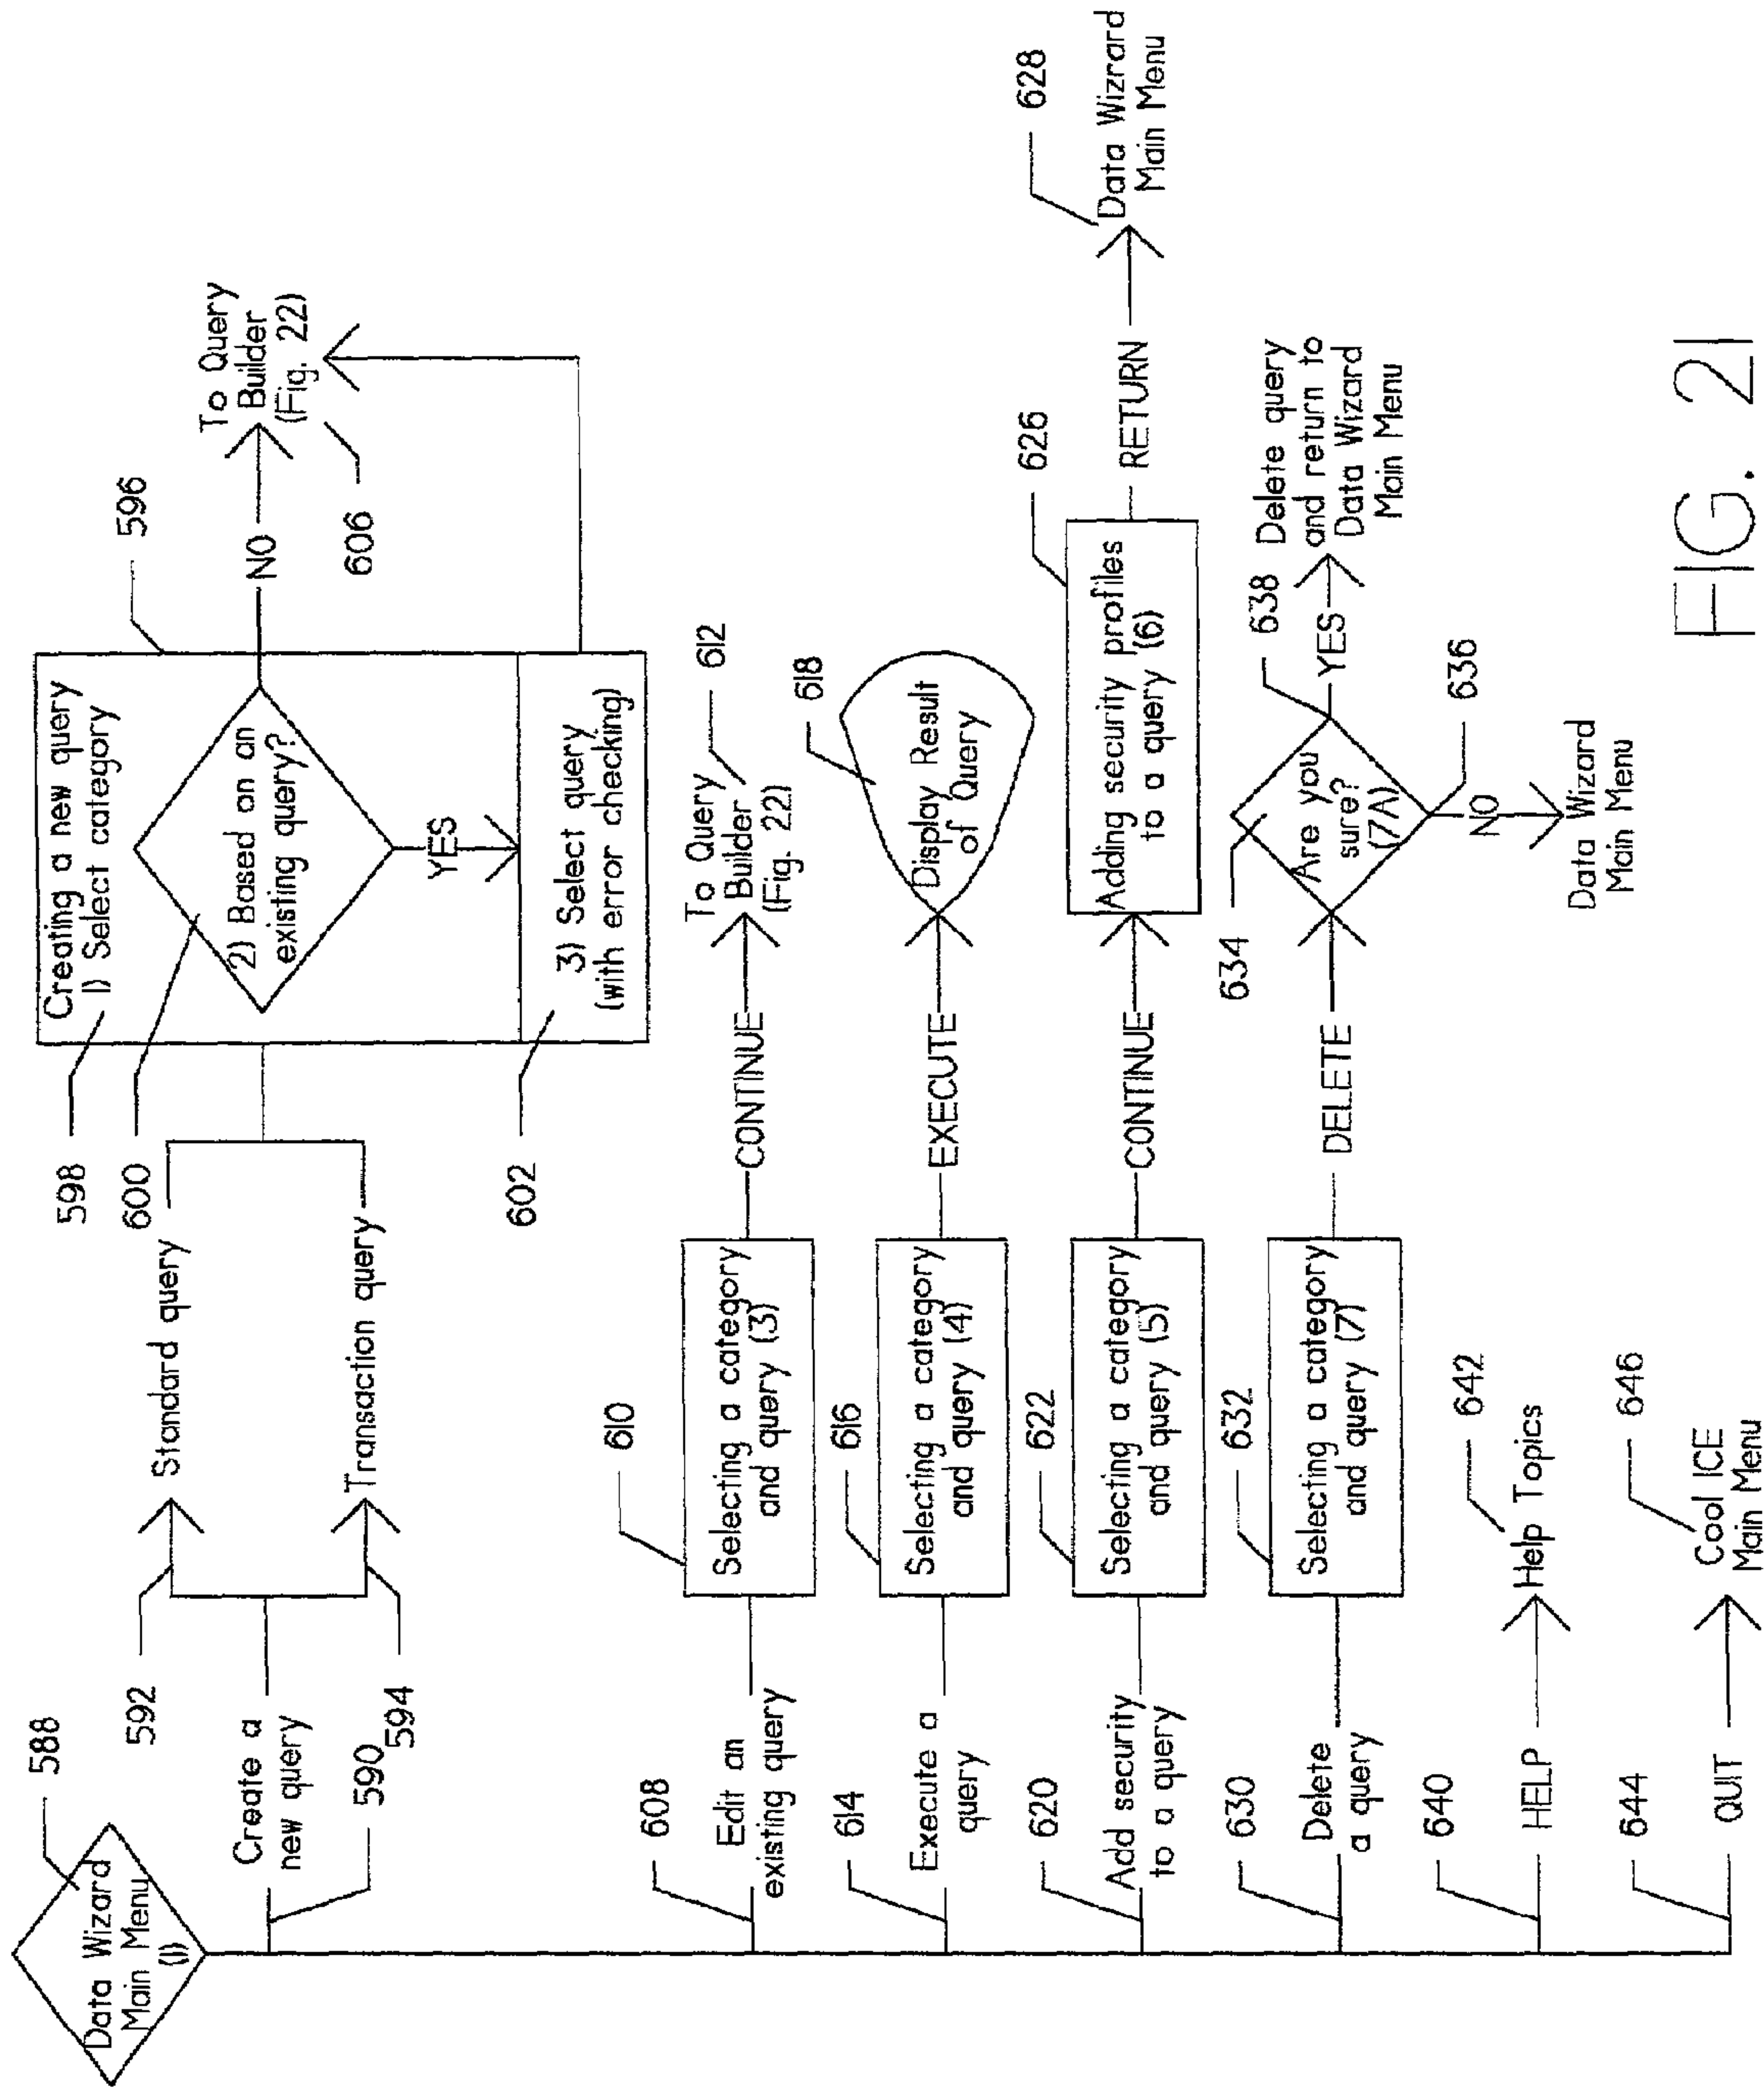 588
Data Wizard
Main Menu
(1)
590
Create a
new query
592
Standard query
594
Transaction query
596
598
Creating a new query
1) Select category
600
2) Based on an
existing query?
NO
YES
602
3) Select query
(with error checking)
To Query
Builder
(Fig. 22)
606
608
Edit an
existing query
610
Selecting a category
and query (3)
CONTINUE
To Query
Builder
(Fig. 22)
612
614
Execute a
query
616
Selecting a category
and query (4)
EXECUTE
618
Display Result
of Query
620
Add security
to a query
622
Selecting a category
and query (5)
CONTINUE
626
Adding security profiles
to a query (6)
RETURN
628
Data Wizrard
Main Menu
630
Delete
a query
632
Selecting a category
and query (7)
DELETE
634
Are you
sure?
(7A)
638
YES
Delete query
and return to
Data Wizard
Main Menu
636
NO
Data Wizard
Main Menu
640
HELP
642
Help Topics
644
QUIT
646
Cool ICE
Main Menu
FIG. 21